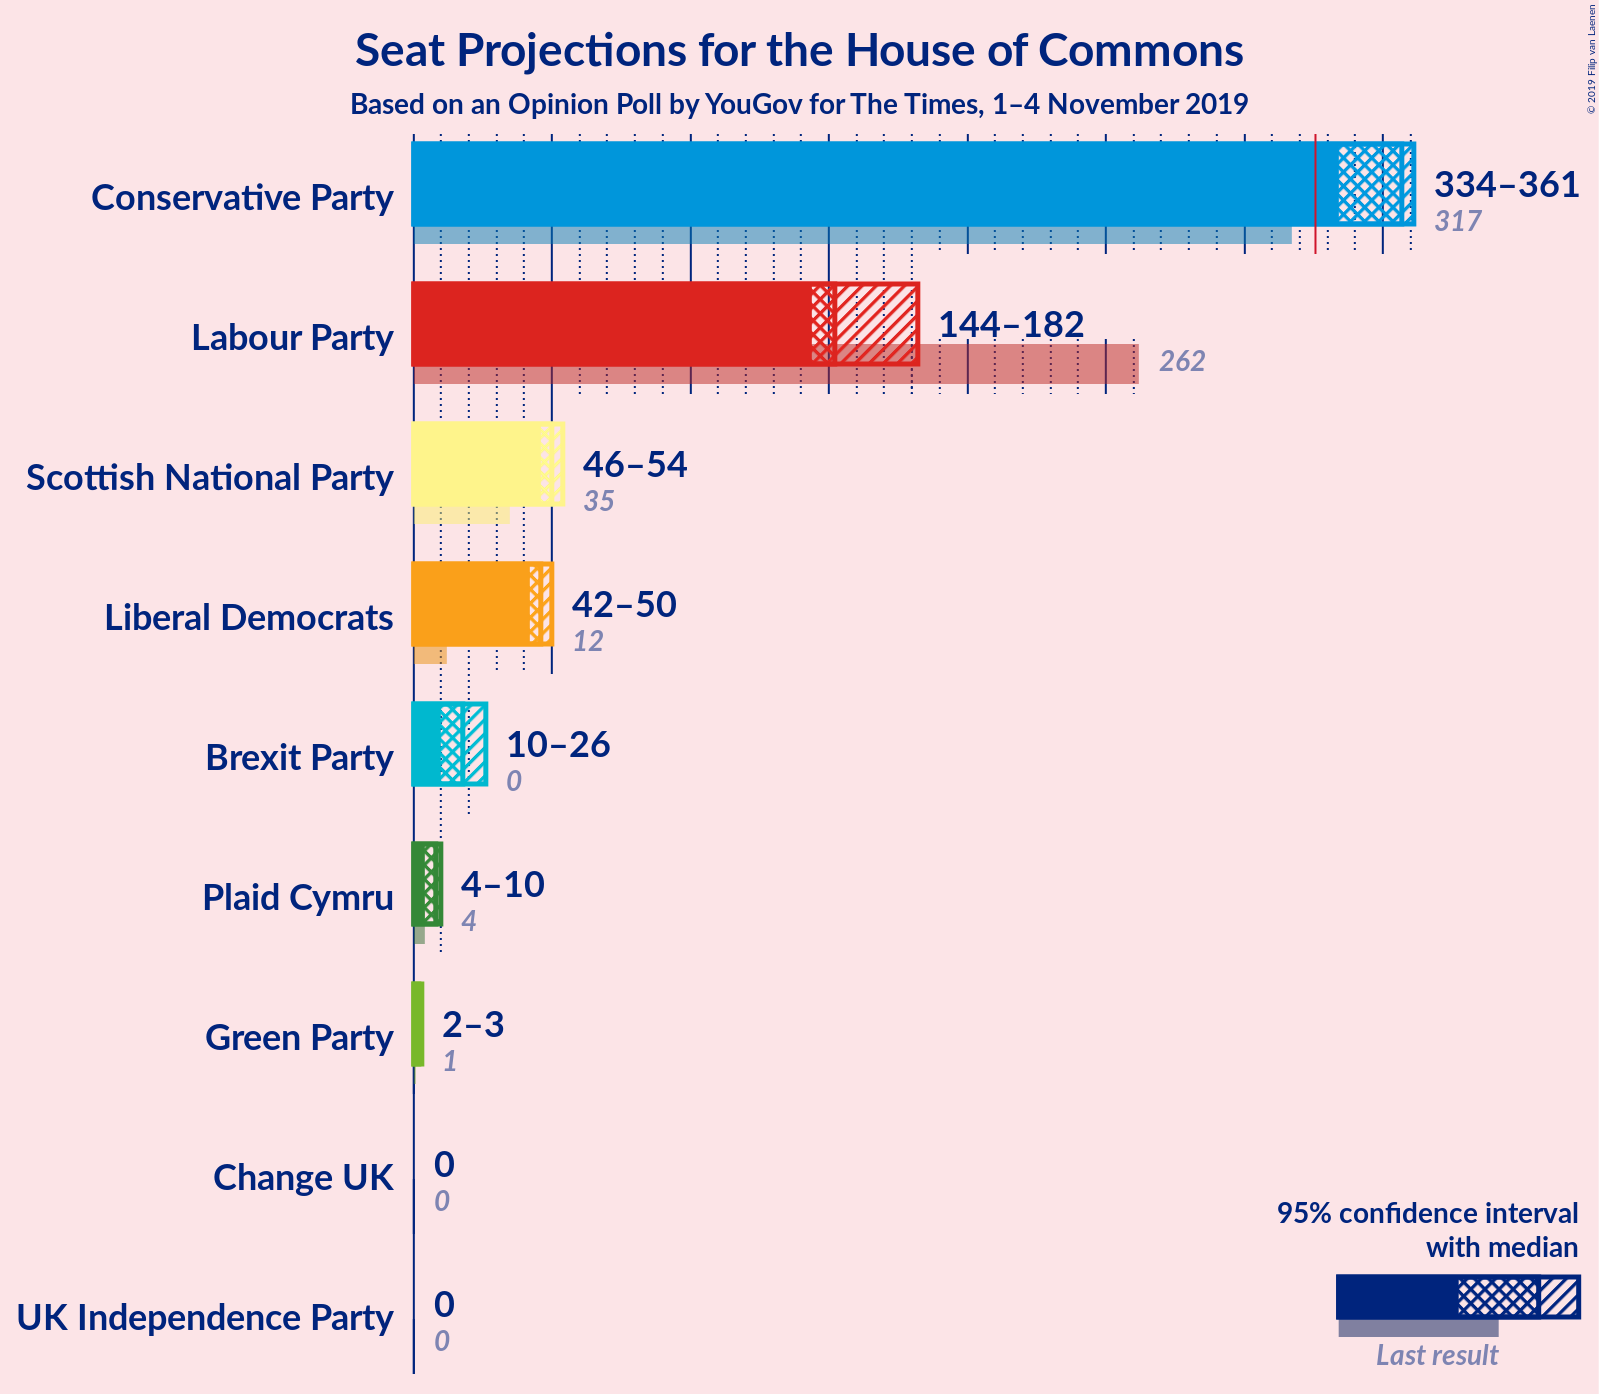 Seat Projections for the House of Commons
Based on an Opinion Poll by YouGov for The Times, 1–4 November 2019
© 2019 Filip van Laenen
Conservative Party
334–361
317
Labour Party
144–182
262
Scottish National Party
46–54
35
Liberal Democrats
42–50
12
Brexit Party
10–26
0
Plaid Cymru
4–10
4
Green Party
2–3
1
Change UK
0
0
UK Independence Party
0
0
95% confidence interval
with median
Last result